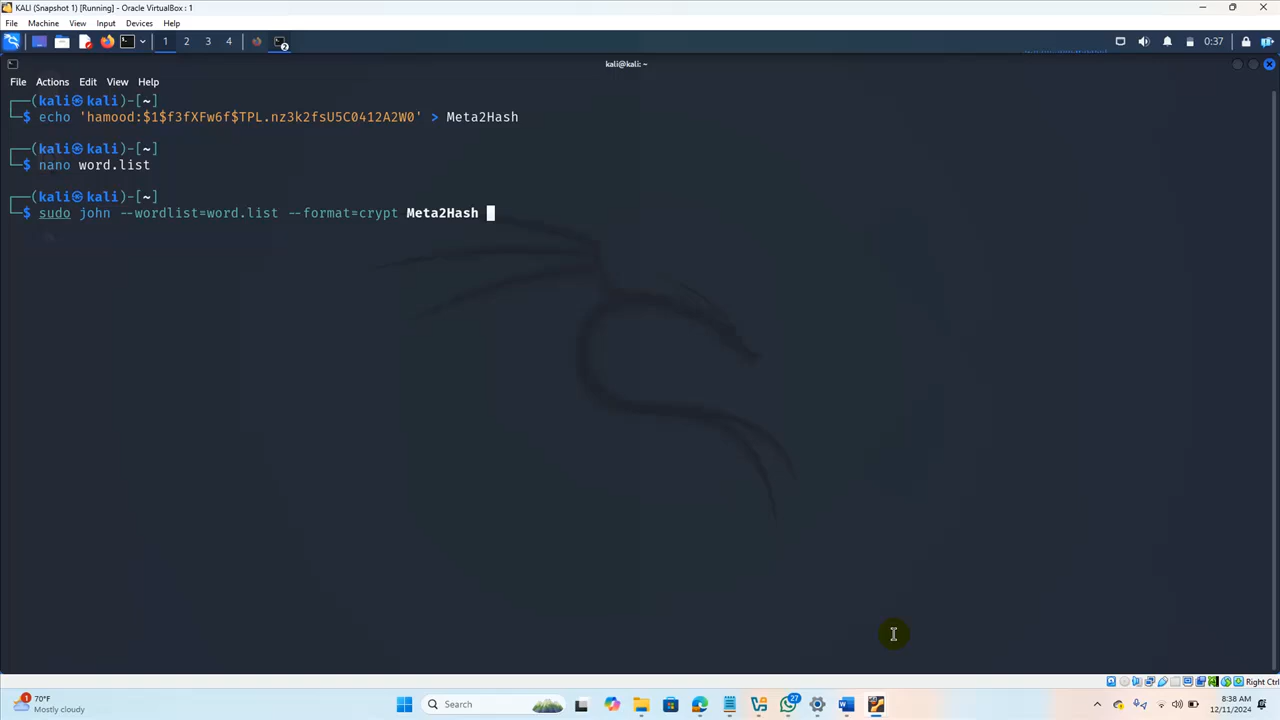 KALI (Snapshot 1) [Running] - Oracle VirtualBox : 1
File Machine View Input Devices Help
1 2 3 4 2 0:37
kali@kali: ~
File Actions Edit View Help
┌──(kali㉿kali)-[~]
└─$ echo 'hamood:$1$f3fXFw6f$TPL.nz3k2fsU5C0412A2W0' > Meta2Hash
┌──(kali㉿kali)-[~]
└─$ nano word.list
┌──(kali㉿kali)-[~]
└─$ sudo john --wordlist=word.list --format=crypt Meta2Hash
Right Ctrl
1 70°F
Mostly cloudy
Search
27
8:38 AM
12/11/2024